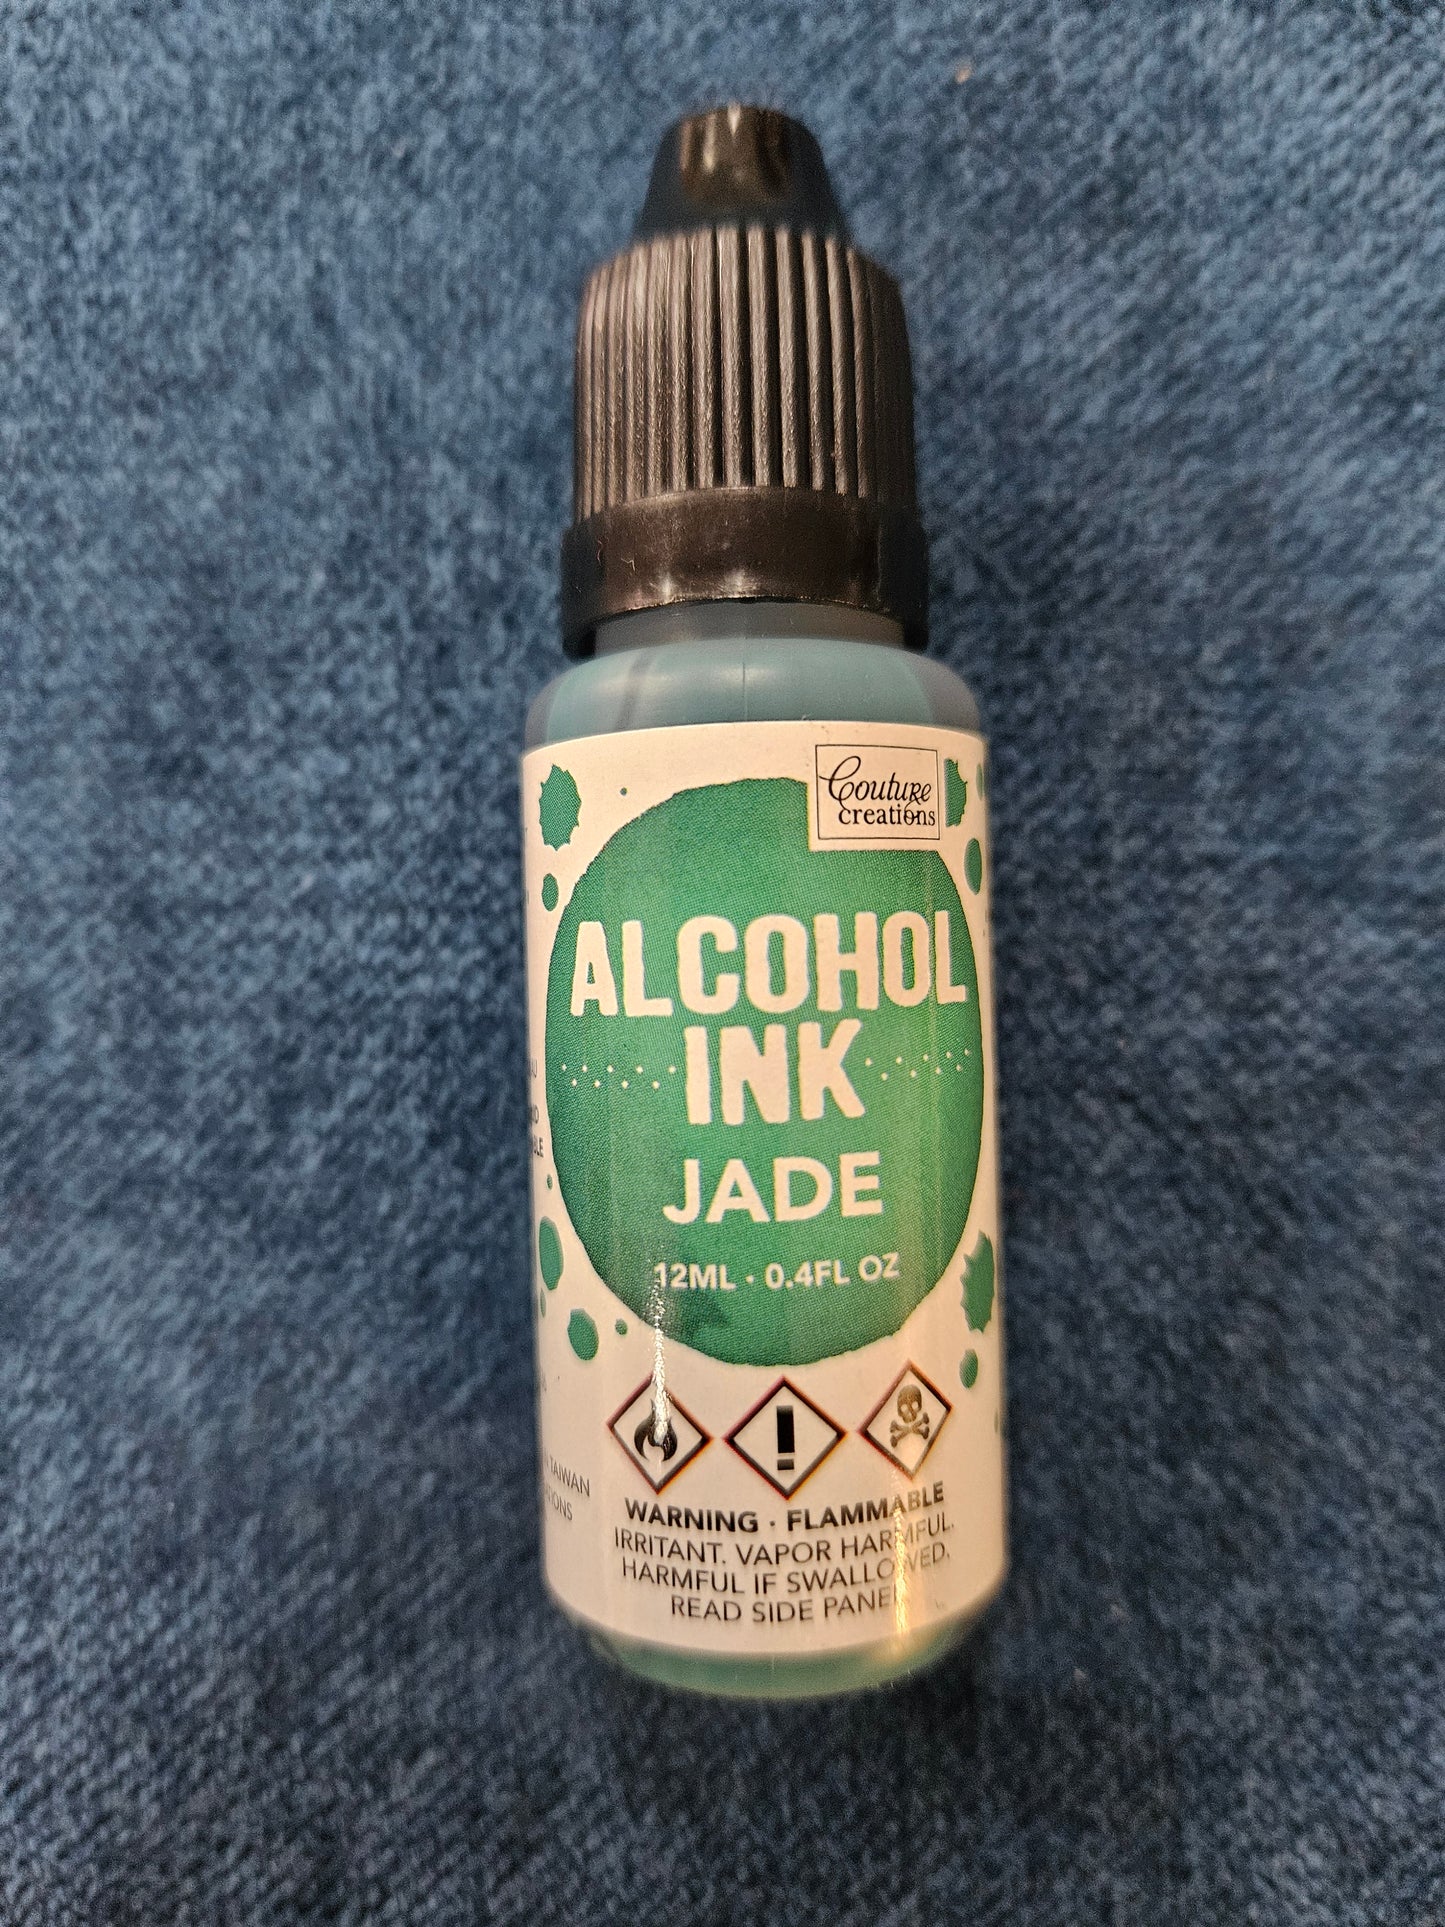 Couture
creations
ALCOHOL
INK
JADE
12ML · 0.4FL OZ
WARNING · FLAMMABLE
IRRITANT. VAPOR HARMFUL.
HARMFUL IF SWALLOWED.
READ SIDE PANEL
TAIWAN